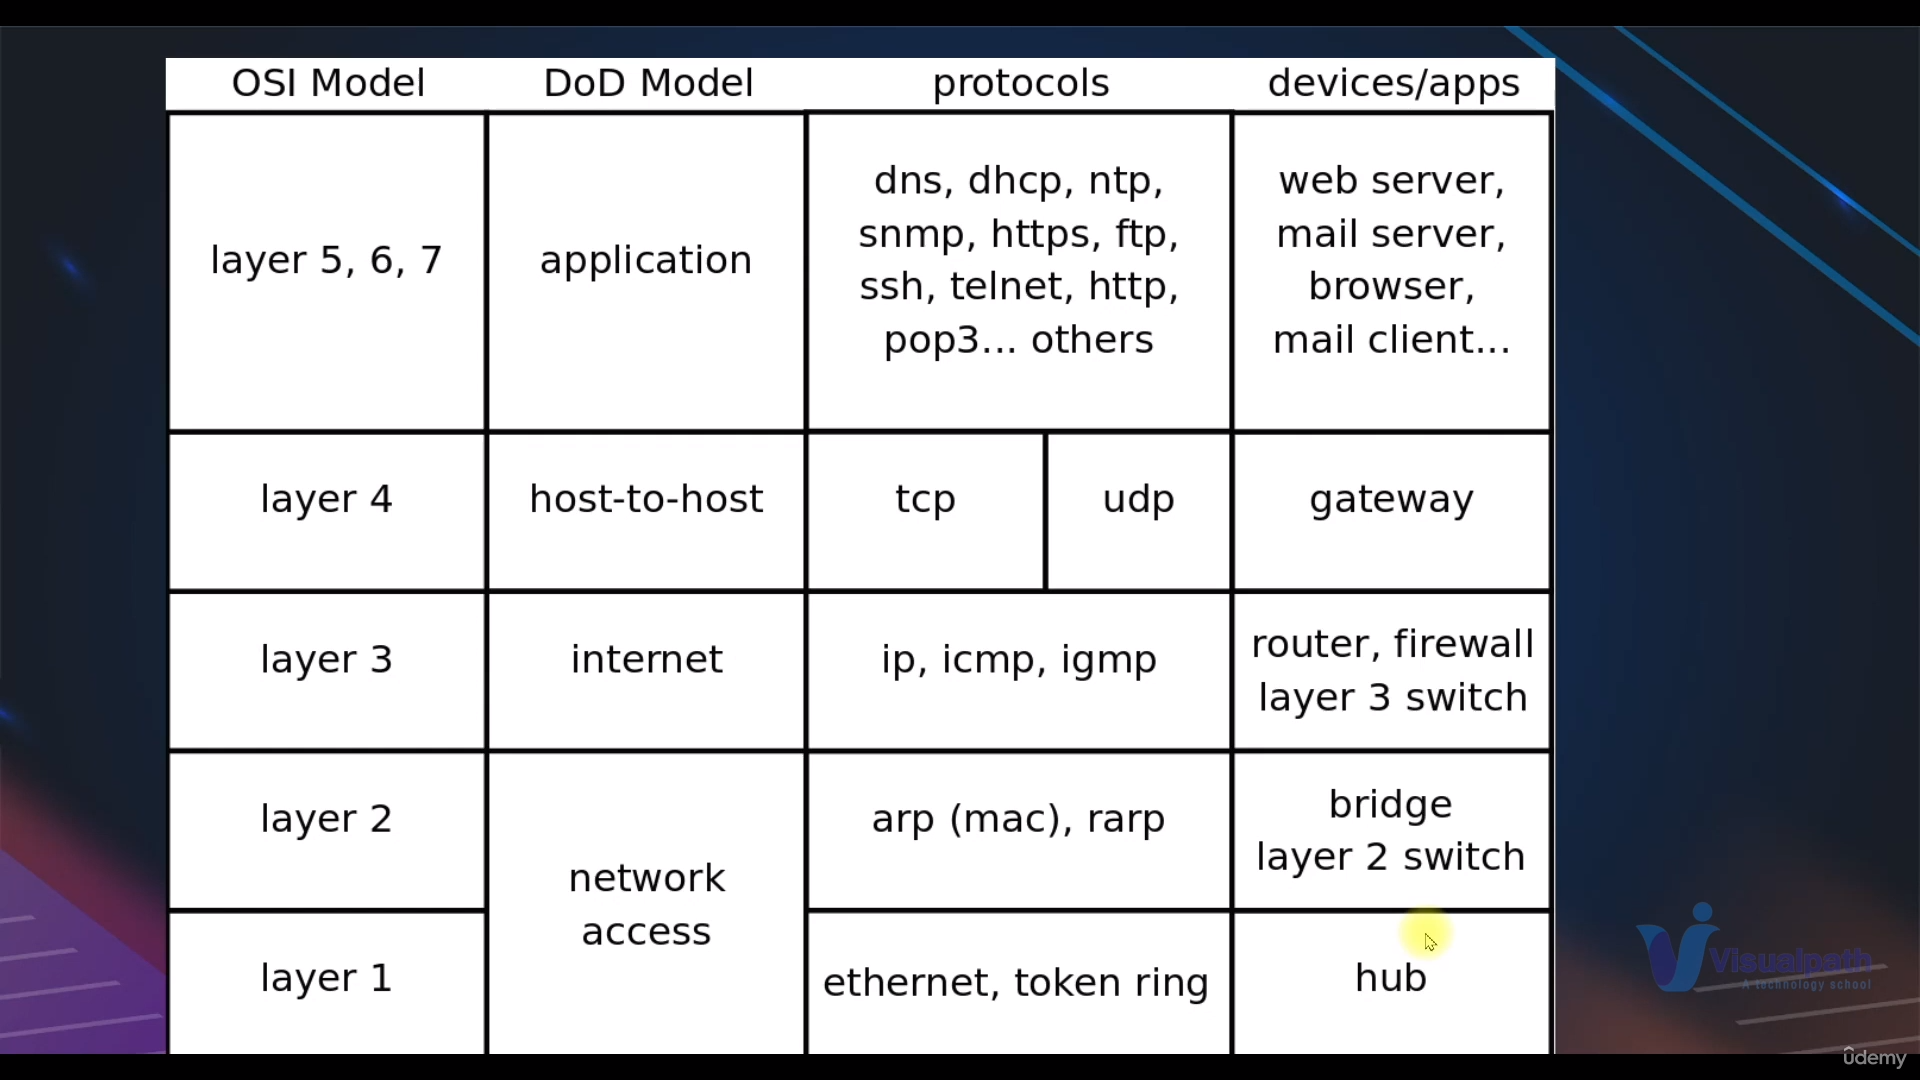 OSI Model DoD Model protocols devices/apps
layer 5, 6, 7
application
dns, dhcp, ntp,
snmp, https, ftp,
ssh, telnet, http,
pop3... others
web server,
mail server,
browser,
mail client...
layer 4
host-to-host
tcp
udp
gateway
layer 3
internet
ip, icmp, igmp
router, firewall
layer 3 switch
layer 2
network
access
arp (mac), rarp
bridge
layer 2 switch
layer 1
ethernet, token ring
hub
Visualpath
A technology school
ûdemy